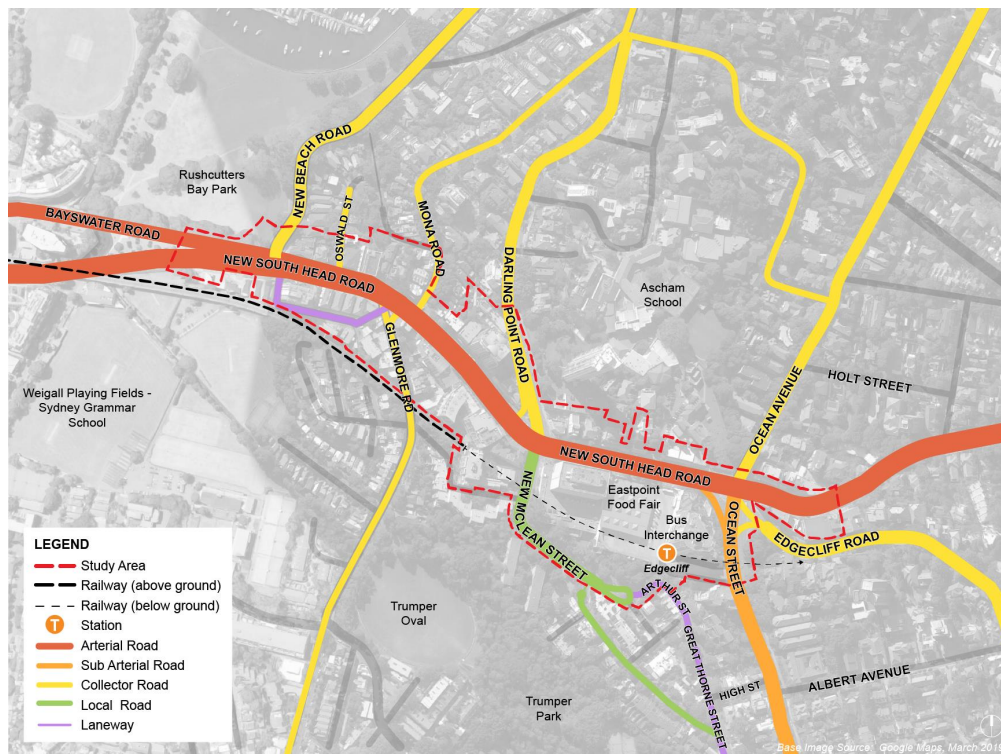 Rushcutters
Bay Park
NEW BEACH ROAD
BAYSWATER ROAD
OSWALD ST
MONA ROAD
NEW SOUTH HEAD ROAD
DARLING POINT ROAD
Ascham
School
GLENMORE RD
HOLT STREET
OCEAN AVENUE
Weigall Playing Fields -
Sydney Grammar
School
NEW SOUTH HEAD ROAD
NEW MCLEAN STREET
Eastpoint
Food Fair
Bus
Interchange
T
Edgecliff
OCEAN STREET
EDGECLIFF ROAD
ARTHUR ST
GREAT THORNE STREET
Trumper
Oval
HIGH ST
ALBERT AVENUE
Trumper
Park
LEGEND
Study Area
Railway (above ground)
Railway (below ground)
T Station
Arterial Road
Sub Arterial Road
Collector Road
Local Road
Laneway
Base Image Source: Google Maps, March 2019